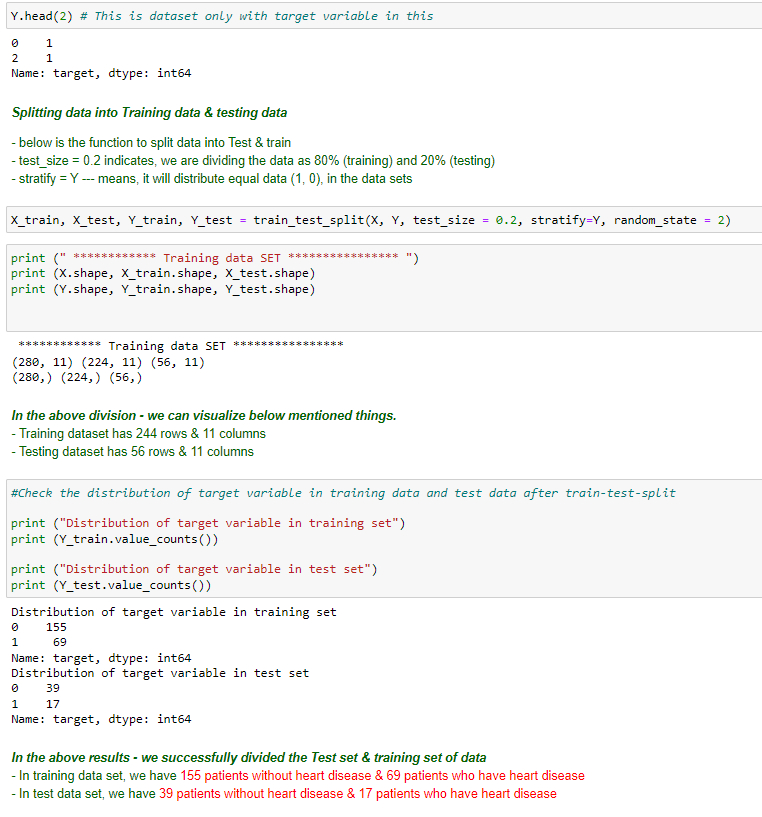 Y.head(2) # This is dataset only with target variable in this
0    1
2    1
Name: target, dtype: int64
Splitting data into Training data & testing data
- below is the function to split data into Test & train
- test_size = 0.2 indicates, we are dividing the data as 80% (training) and 20% (testing)
- stratify = Y --- means, it will distribute equal data (1, 0), in the data sets
X_train, X_test, Y_train, Y_test = train_test_split(X, Y, test_size = 0.2, stratify=Y, random_state = 2)
print (" ************ Training data SET **************** ")
print (X.shape, X_train.shape, X_test.shape)
print (Y.shape, Y_train.shape, Y_test.shape)
************ Training data SET ****************
(280, 11) (224, 11) (56, 11)
(280,) (224,) (56,)
In the above division - we can visualize below mentioned things.
- Training dataset has 244 rows & 11 columns
- Testing dataset has 56 rows & 11 columns
#Check the distribution of target variable in training data and test data after train-test-split
print ("Distribution of target variable in training set")
print (Y_train.value_counts())
print ("Distribution of target variable in test set")
print (Y_test.value_counts())
Distribution of target variable in training set
0    155
1     69
Name: target, dtype: int64
Distribution of target variable in test set
0    39
1    17
Name: target, dtype: int64
In the above results - we successfully divided the Test set & training set of data
- In training data set, we have 155 patients without heart disease & 69 patients who have heart disease
- In test data set, we have 39 patients without heart disease & 17 patients who have heart disease